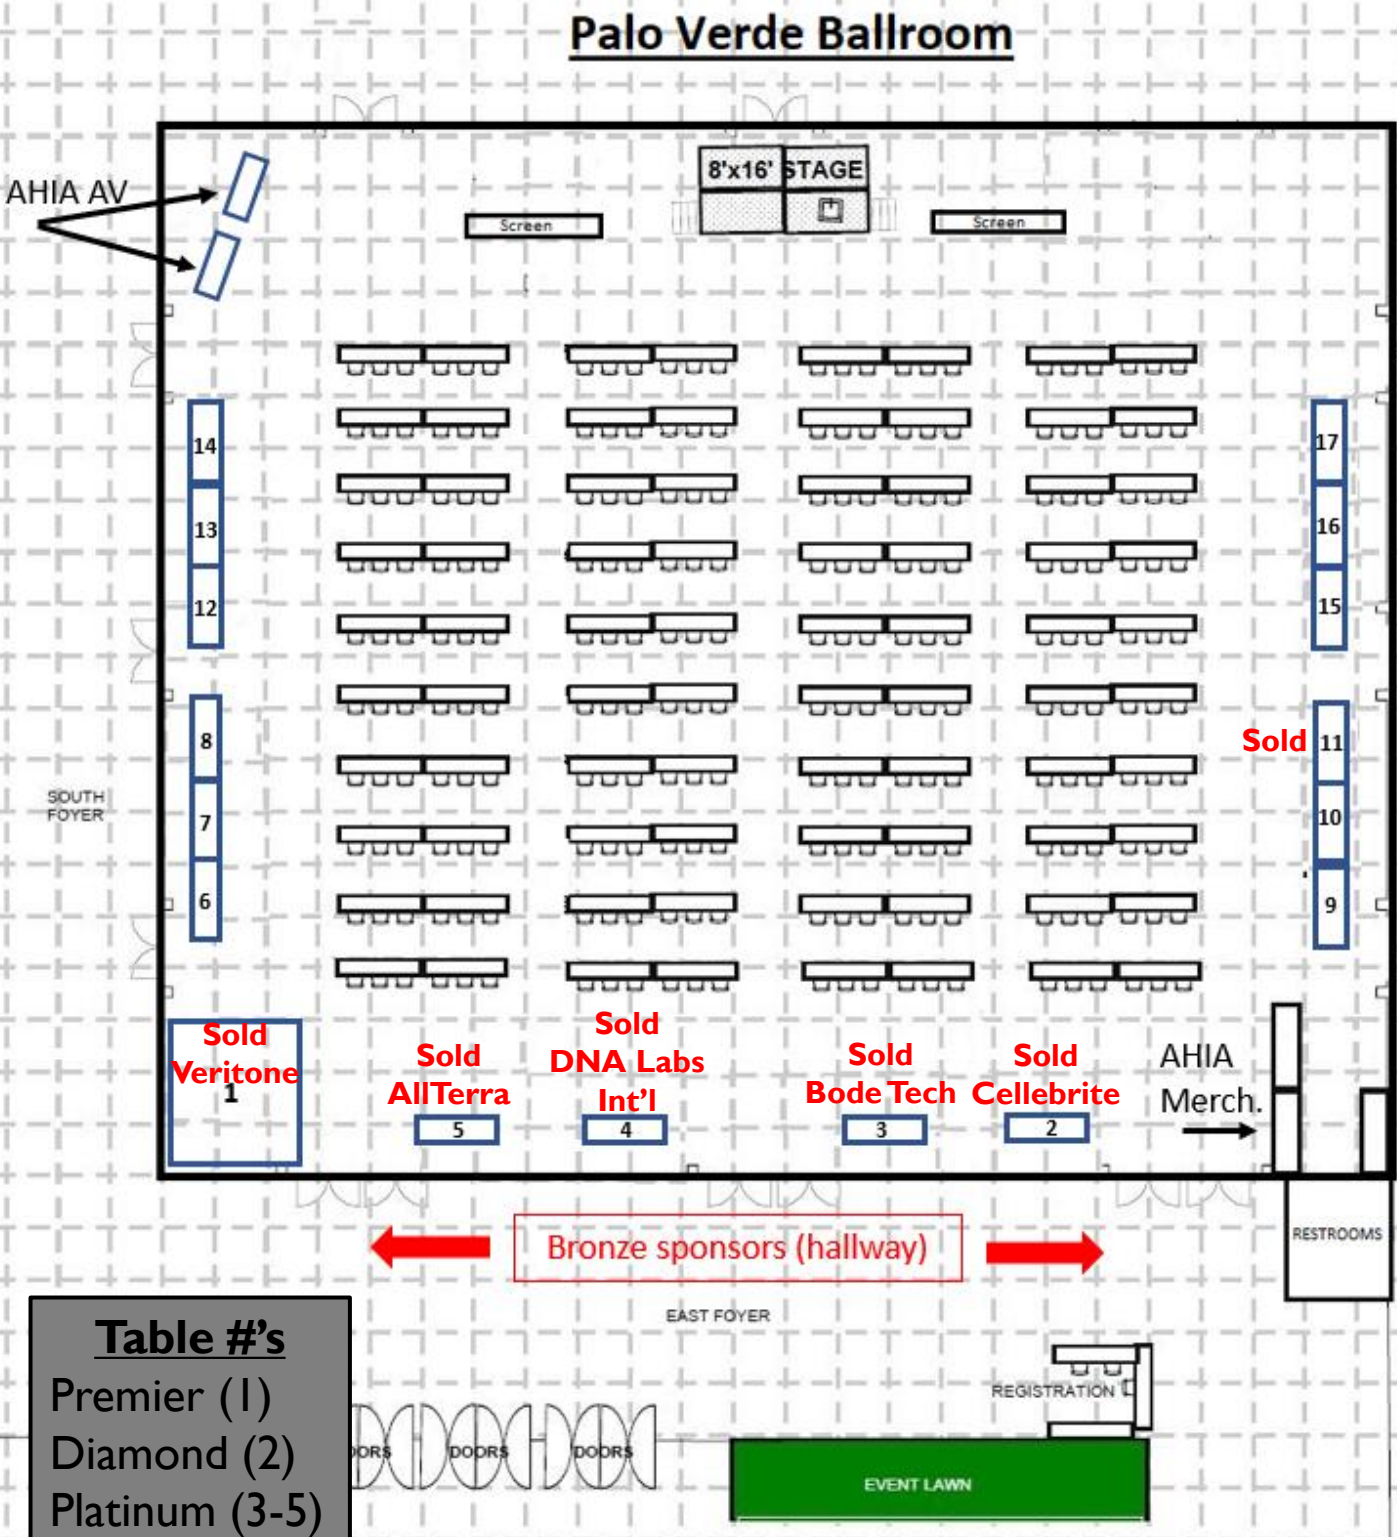 Palo Verde Ballroom
8'x16' STAGE
AHIA AV
Screen
Screen
14
17
13
16
12
15
8
Sold 11
SOUTH
FOYER
7
10
6
9
Sold
Veritone
1
Sold
AllTerra
5
Sold
DNA Labs
Int'l
4
Sold
Bode Tech
3
Sold
Cellebrite
2
AHIA
Merch.
Bronze sponsors (hallway)
RESTROOMS
EAST FOYER
Table #’s
Premier (1)
Diamond (2)
Platinum (3-5)
REGISTRATION
OORS
DOORS
DOORS
EVENT LAWN